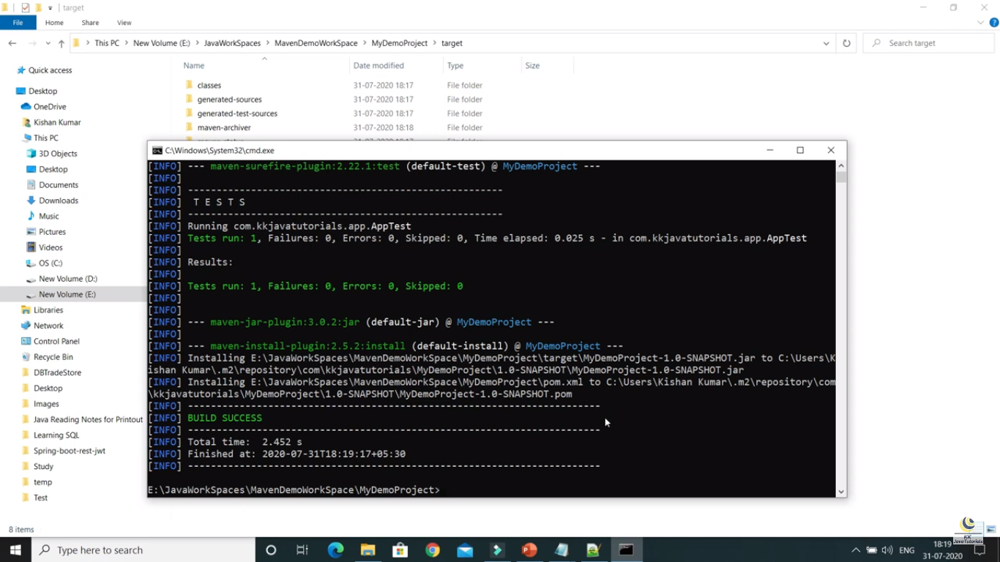 target
File
Home
Share
View
This PC > New Volume (E:) > JavaWorkSpaces > MavenDemoWorkSpace > MyDemoProject > target
Search target
Name
Date modified
Type
Size
Quick access
Desktop
OneDrive
Kishan Kumar
This PC
3D Objects
Desktop
Documents
Downloads
Music
Pictures
Videos
OS (C:)
New Volume (D:)
New Volume (E:)
Libraries
Network
Control Panel
Recycle Bin
DBTradeStore
Desktop
Images
Java Reading Notes for Printout
Learning SQL
Spring-boot-rest-jwt
Study
temp
Test
classes 31-07-2020 18:17 File folder
generated-sources 31-07-2020 18:17 File folder
generated-test-sources 31-07-2020 18:17 File folder
maven-archiver 31-07-2020 18:18 File folder
C:\Windows\System32\cmd.exe
[INFO] --- maven-surefire-plugin:2.22.1:test (default-test) @ MyDemoProject ---
[INFO]
[INFO] -------------------------------------------------------
[INFO]  T E S T S
[INFO] -------------------------------------------------------
[INFO] Running com.kkjavatutorials.app.AppTest
[INFO] Tests run: 1, Failures: 0, Errors: 0, Skipped: 0, Time elapsed: 0.025 s - in com.kkjavatutorials.app.AppTest
[INFO]
[INFO] Results:
[INFO]
[INFO] Tests run: 1, Failures: 0, Errors: 0, Skipped: 0
[INFO]
[INFO]
[INFO] --- maven-jar-plugin:3.0.2:jar (default-jar) @ MyDemoProject ---
[INFO]
[INFO] --- maven-install-plugin:2.5.2:install (default-install) @ MyDemoProject ---
[INFO] Installing E:\JavaWorkSpaces\MavenDemoWorkSpace\MyDemoProject\target\MyDemoProject-1.0-SNAPSHOT.jar to C:\Users\K
ishan Kumar\.m2\repository\com\kkjavatutorials\MyDemoProject\1.0-SNAPSHOT\MyDemoProject-1.0-SNAPSHOT.jar
[INFO] Installing E:\JavaWorkSpaces\MavenDemoWorkSpace\MyDemoProject\pom.xml to C:\Users\Kishan Kumar\.m2\repository\com
\kkjavatutorials\MyDemoProject\1.0-SNAPSHOT\MyDemoProject-1.0-SNAPSHOT.pom
[INFO] ------------------------------------------------------------------------
[INFO] BUILD SUCCESS
[INFO] ------------------------------------------------------------------------
[INFO] Total time:  2.452 s
[INFO] Finished at: 2020-07-31T18:19:17+05:30
[INFO] ------------------------------------------------------------------------
E:\JavaWorkSpaces\MavenDemoWorkSpace\MyDemoProject>
8 items
KK
JavaTutorials
Type here to search
ENG
18:19
31-07-2020